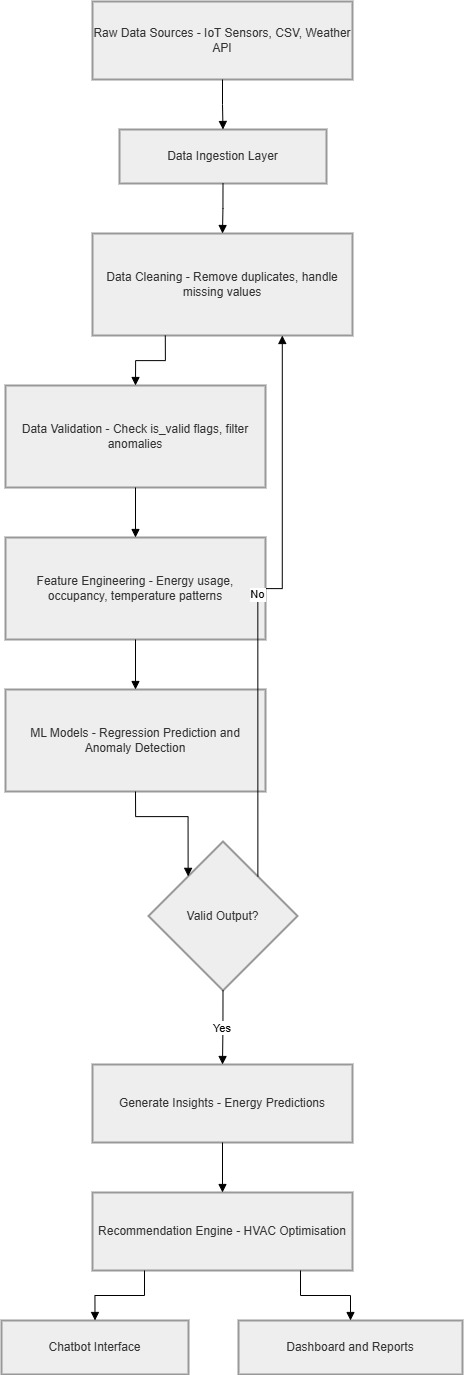 Raw Data Sources - IoT Sensors, CSV, Weather
API
Data Ingestion Layer
Data Cleaning - Remove duplicates, handle
missing values
Data Validation - Check is_valid flags, filter
anomalies
Feature Engineering - Energy usage,
occupancy, temperature patterns
No
ML Models - Regression Prediction and
Anomaly Detection
Valid Output?
Yes
Generate Insights - Energy Predictions
Recommendation Engine - HVAC Optimisation
Chatbot Interface
Dashboard and Reports